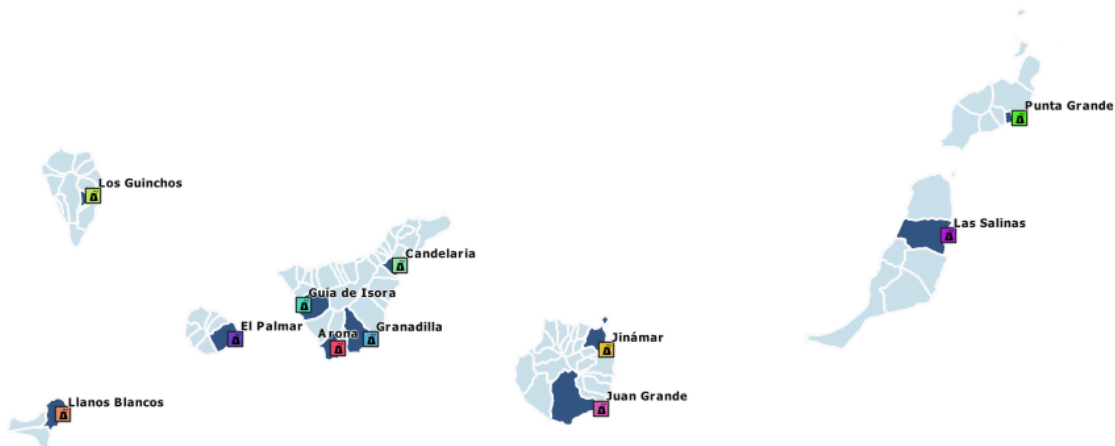 Punta Grande
Los Guinchos
Las Salinas
Candelaria
Guía de Isora
El Palmar
Arona
Granadilla
Jinámar
Llanos Blancos
Juan Grande